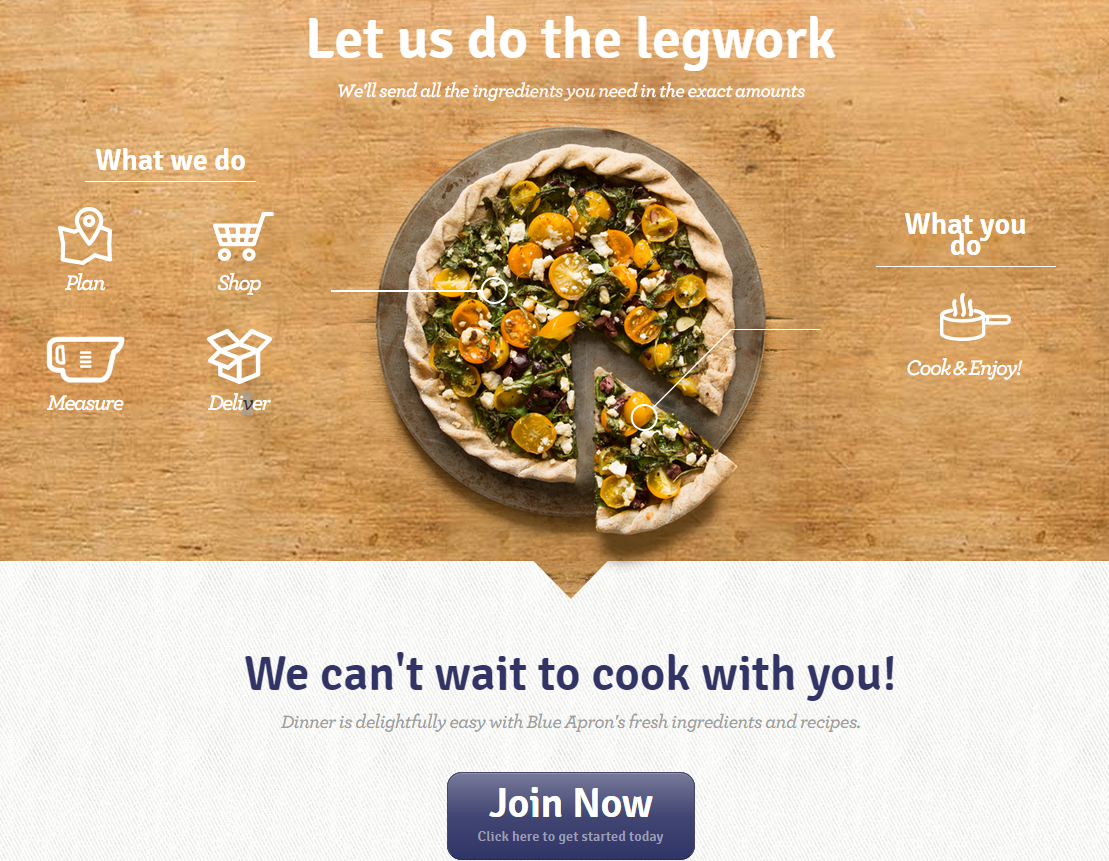 Let us do the legwork
We'll send all the ingredients you need in the exact amounts
What we do
Plan
Shop
Measure
Deliver
What you
do
Cook & Enjoy!
We can't wait to cook with you!
Dinner is delightfully easy with Blue Apron's fresh ingredients and recipes.
Join Now
Click here to get started today